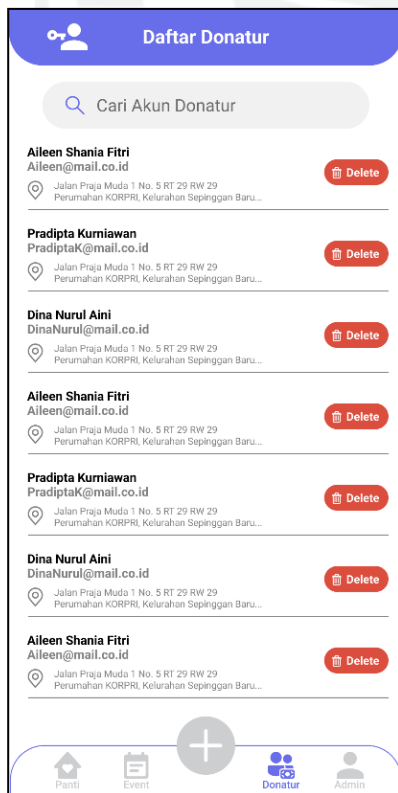 Daftar Donatur
Cari Akun Donatur
Aileen Shania Fitri
Aileen@mail.co.id
Delete
Jalan Praja Muda 1 No. 5 RT 29 RW 29
Perumahan KORPRI, Kelurahan Sepinggan Baru...
Pradipta Kurniawan
PradiptaK@mail.co.id
Delete
Jalan Praja Muda 1 No. 5 RT 29 RW 29
Perumahan KORPRI, Kelurahan Sepinggan Baru...
Dina Nurul Aini
DinaNurul@mail.co.id
Delete
Jalan Praja Muda 1 No. 5 RT 29 RW 29
Perumahan KORPRI, Kelurahan Sepinggan Baru...
Aileen Shania Fitri
Aileen@mail.co.id
Delete
Jalan Praja Muda 1 No. 5 RT 29 RW 29
Perumahan KORPRI, Kelurahan Sepinggan Baru...
Pradipta Kurniawan
PradiptaK@mail.co.id
Delete
Jalan Praja Muda 1 No. 5 RT 29 RW 29
Perumahan KORPRI, Kelurahan Sepinggan Baru...
Dina Nurul Aini
DinaNurul@mail.co.id
Delete
Jalan Praja Muda 1 No. 5 RT 29 RW 29
Perumahan KORPRI, Kelurahan Sepinggan Baru...
Aileen Shania Fitri
Aileen@mail.co.id
Delete
Jalan Praja Muda 1 No. 5 RT 29 RW 29
Perumahan KORPRI, Kelurahan Sepinggan Baru...
Panti Event Donatur Admin